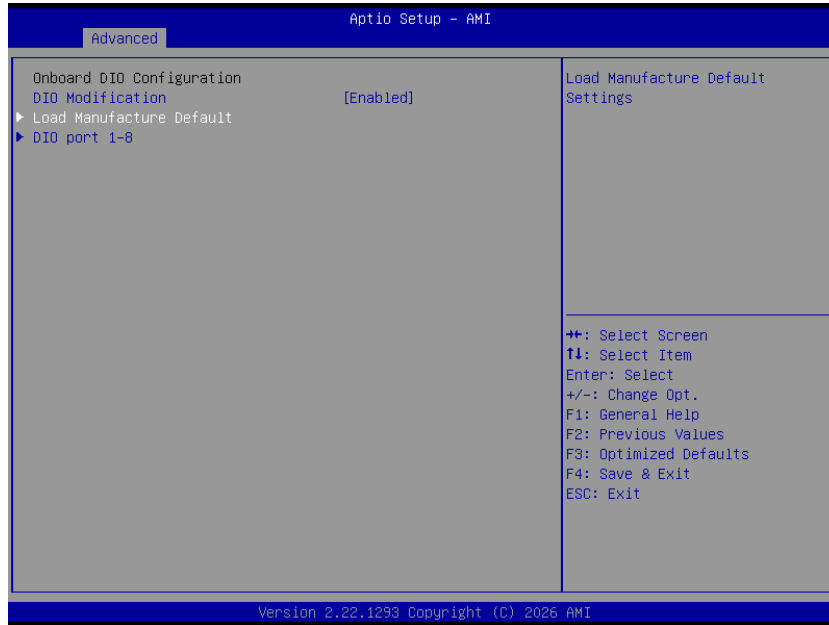 Aptio Setup – AMI
Advanced
Onboard DIO Configuration
DIO Modification [Enabled]
▶ Load Manufacture Default
▶ DIO port 1-8
Load Manufacture Default
Settings
→←: Select Screen
↑↓: Select Item
Enter: Select
+/-: Change Opt.
F1: General Help
F2: Previous Values
F3: Optimized Defaults
F4: Save & Exit
ESC: Exit
Version 2.22.1293 Copyright (C) 2026 AMI